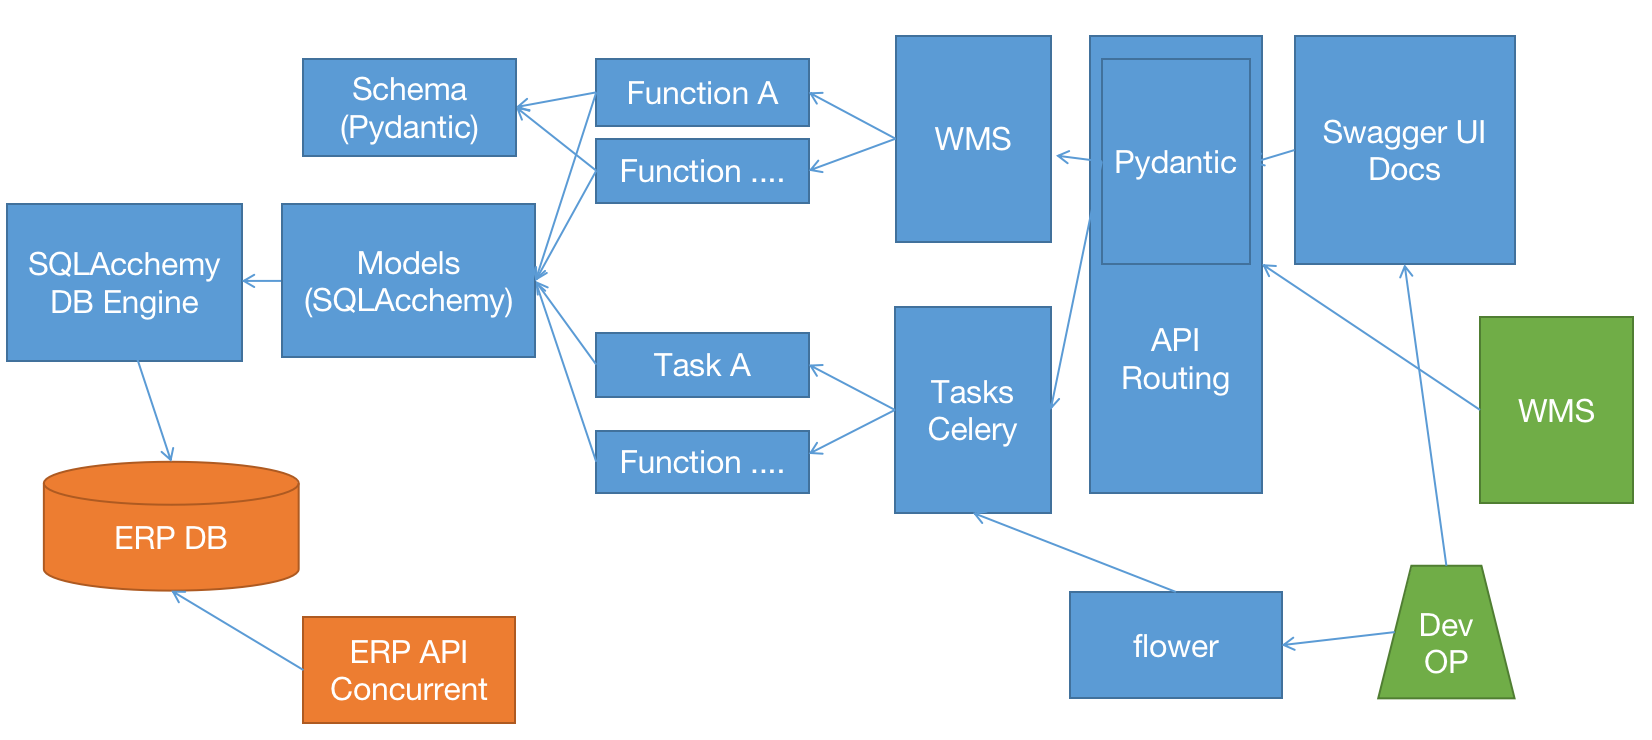 Schema
(Pydantic)
Function A
Function ....
WMS
Pydantic
API
Routing
Swagger UI
Docs
SQLAcchemy
DB Engine
Models
(SQLAcchemy)
Task A
Function ....
Tasks
Celery
WMS
ERP DB
ERP API
Concurrent
flower
Dev
OP